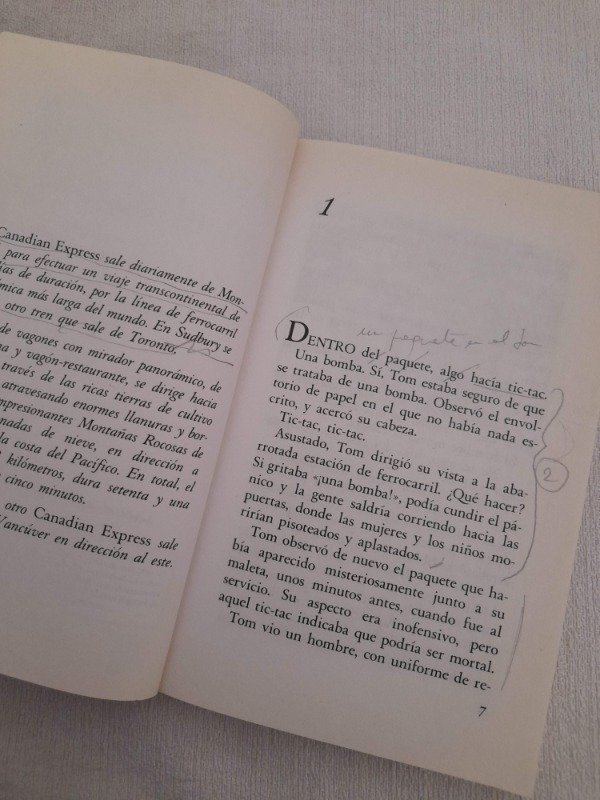 Canadian Express sale diariamente de Mon-
para efectuar un viaje transcontinental de
ías de duración, por la línea de ferrocarril
mica más larga del mundo. En Sudbury se
otro tren que sale de Toronto.
de vagones con mirador panorámico, de
na y vagón-restaurante, se dirige hacia
través de las ricas tierras de cultivo
atravesando enormes llanuras y bor-
mpresionantes Montañas Rocosas de
nadas de nieve, en dirección a
la costa del Pacífico. En total, el
kilómetros, dura setenta y una
cinco minutos.
otro Canadian Express sale
Vancúver en dirección al este.
1
un paquete en el
DENTRO del paquete, algo hacía tic-tac.
Una bomba. Sí, Tom estaba seguro de que
se trataba de una bomba. Observó el envol-
torio de papel en el que no había nada es-
crito, y acercó su cabeza.
Tic-tac, tic-tac.
Asustado, Tom dirigió su vista a la aba-
rrotada estación de ferrocarril. ¿Qué hacer?
Si gritaba «¡una bomba!», podía cundir el pá-
nico y la gente saldría corriendo hacia las
puertas, donde las mujeres y los niños mo-
rirían pisoteados y aplastados.
2
Tom observó de nuevo el paquete que ha-
bía aparecido misteriosamente junto a su
maleta, unos minutos antes, cuando fue al
servicio. Su aspecto era inofensivo, pero
aquel tic-tac indicaba que podría ser mortal.
Tom vio un hombre, con uniforme de re-
7